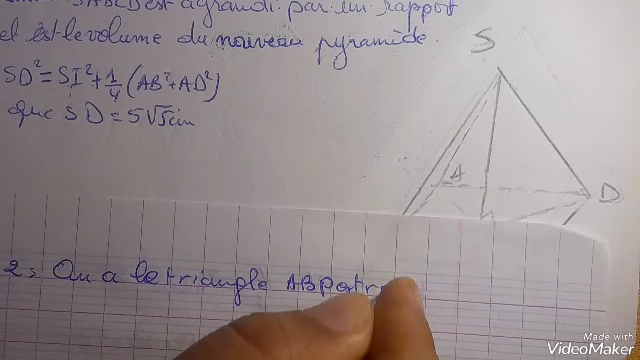 SABCD est agrandi par un rapport
el est le volume du nouveau pyramide.
SD² = SI² + 1/4 (AB² + AD²)
que SD = 5√5 cm
S
A
D
2: On a le triangle ABD
Made with
VideoMaker